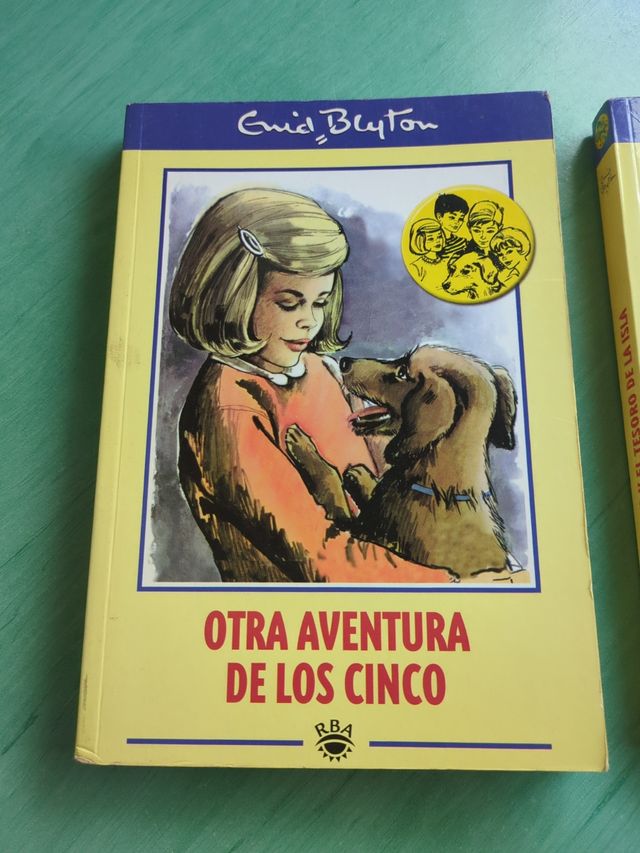 Enid Blyton
OTRA AVENTURA
DE LOS CINCO
RBA
EL TESORO DE LA ISLA